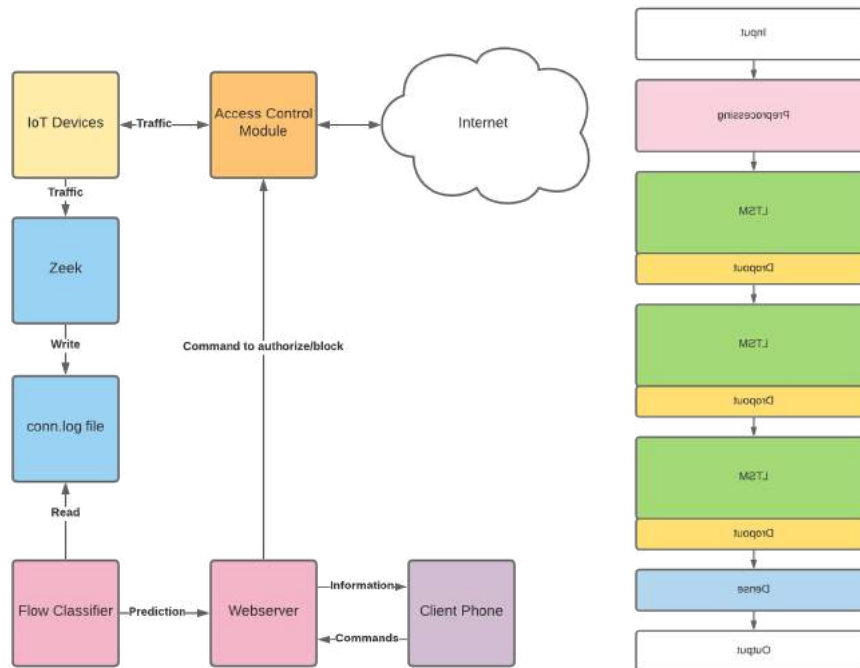 IoT Devices
Traffic
Access Control
Module
Internet
Traffic
Zeek
Write
Command to authorize/block
conn.log file
Read
Flow Classifier
Prediction
Webserver
Information
Commands
Client Phone
Input
Preprocessing
LTSM
Dropout
LTSM
Dropout
LTSM
Dropout
Dense
Output